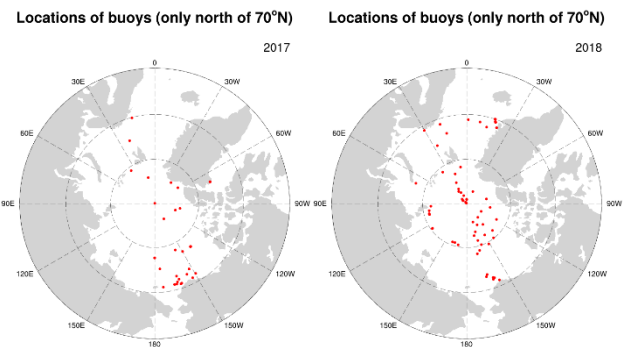 Locations of buoys (only north of 70°N)
2017
0
30E
30W
60E
60W
90E
90W
120E
120W
150E
150W
180
Locations of buoys (only north of 70°N)
2018
0
30E
30W
60E
60W
90E
90W
120E
120W
150E
150W
180